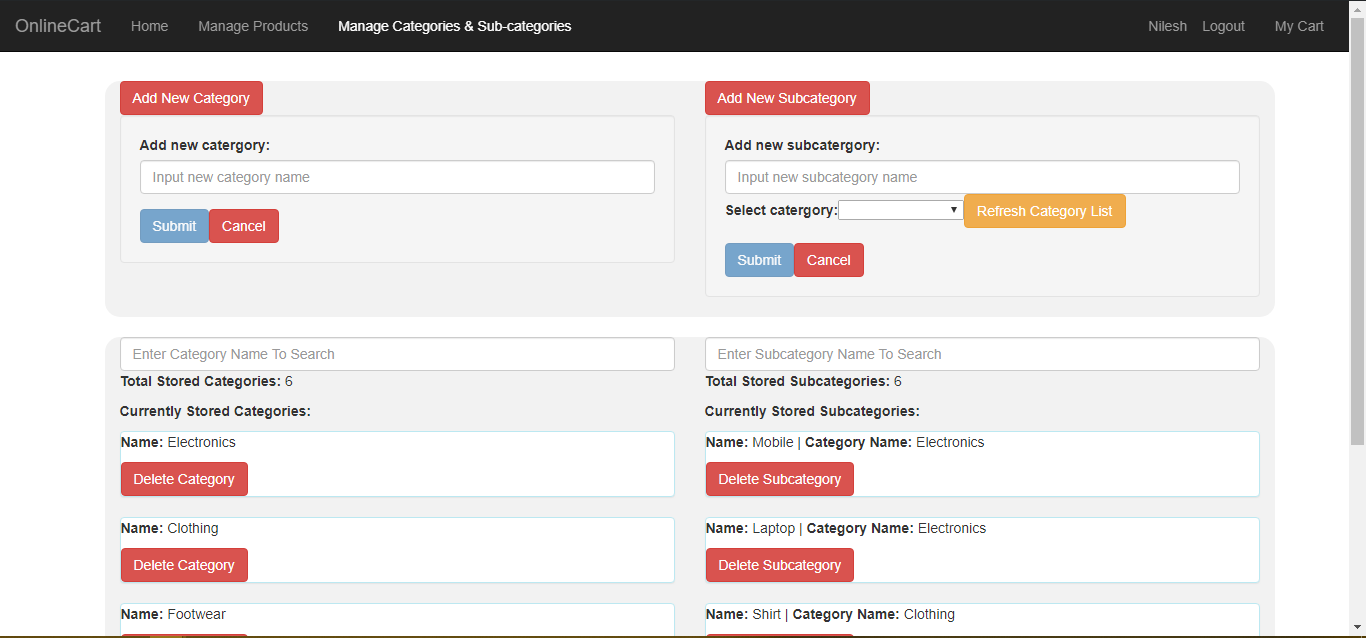 OnlineCart Home Manage Products Manage Categories & Sub-categories Nilesh Logout My Cart
Add New Category
Add new catergory:
Input new category name
Submit Cancel
Add New Subcategory
Add new subcatergory:
Input new subcategory name
Select catergory: Refresh Category List
Submit Cancel
Enter Category Name To Search
Total Stored Categories: 6
Currently Stored Categories:
Name: Electronics
Delete Category
Name: Clothing
Delete Category
Name: Footwear
Enter Subcategory Name To Search
Total Stored Subcategories: 6
Currently Stored Subcategories:
Name: Mobile | Category Name: Electronics
Delete Subcategory
Name: Laptop | Category Name: Electronics
Delete Subcategory
Name: Shirt | Category Name: Clothing